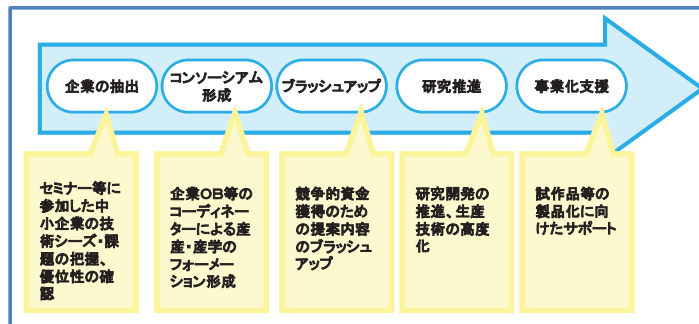 企業の抽出
コンソーシアム
形成
ブラッシュアップ
研究推進
事業化支援
セミナー等に
参加した中
小企業の技
術シーズ・課
題の把握、
優位性の確
認
企業OB等の
コーディネー
ターによる産
産・産学の
フォーメー
ション形成
競争的資金
獲得のため
の提案内容
のブラッシュ
アップ
研究開発の
推進、生産
技術の高度
化
試作品等の
製品化に向
けたサポート